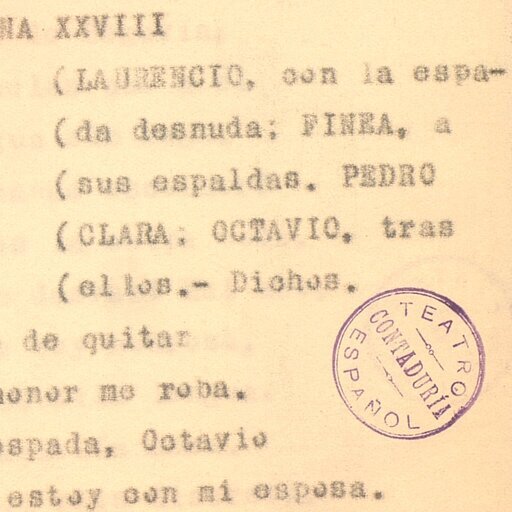 NA XXVIII
(LAURENCIO, con la espa-
(da desnuda; FINEA, a
(sus espaldas. PEDRO
(CLARA; OCTAVIO, tras
(ellos.- Dichos.
de quitar
honor me roba.
espada, Octavio
estoy con mi esposa.
TEATRO
CONTADURÍA
ESPAÑOL